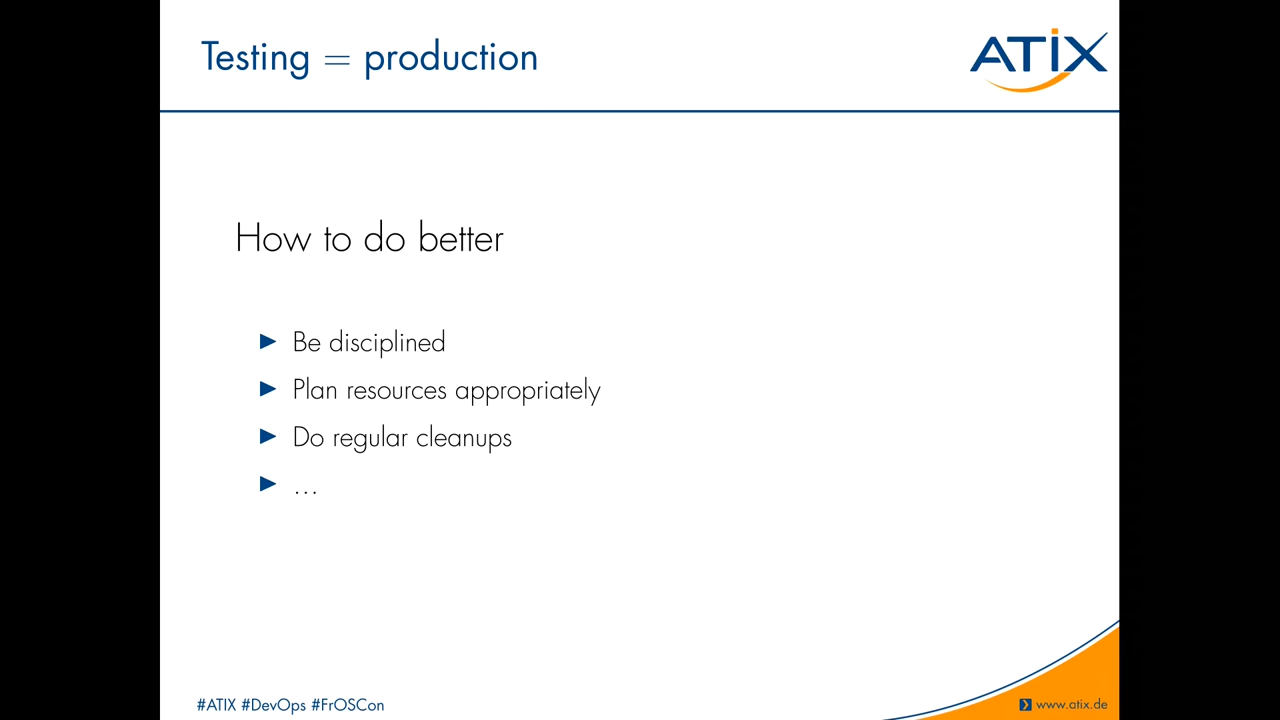 Testing = production
ATIX
How to do better
Be disciplined
Plan resources appropriately
Do regular cleanups
...
#ATIX #DevOps #FrOSCon
www.atix.de